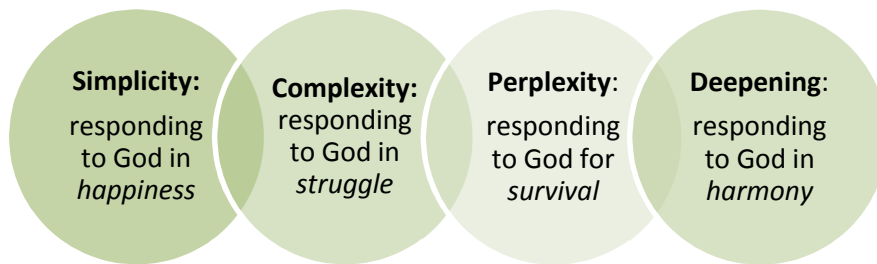 Simplicity:
responding
to God in
happiness
Complexity:
responding
to God in
struggle
Perplexity:
responding
to God for
survival
Deepening:
responding
to God in
harmony